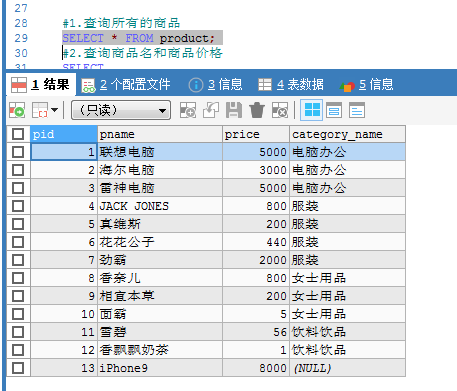 27
28 #1.查询所有的商品
29 SELECT * FROM product;
30 #2.查询商品名和商品价格
31 SELECT
1 结果 2 个配置文件 3 信息 4 表数据 5 信息
(只读)
pid pname price category_name
1 联想电脑 5000 电脑办公
2 海尔电脑 3000 电脑办公
3 雷神电脑 5000 电脑办公
4 JACK JONES 800 服装
5 真维斯 200 服装
6 花花公子 440 服装
7 劲霸 2000 服装
8 香奈儿 800 女士用品
9 相宜本草 200 女士用品
10 面霸 5 女士用品
11 雪碧 56 饮料饮品
12 香飘飘奶茶 1 饮料饮品
13 iPhone9 8000 (NULL)